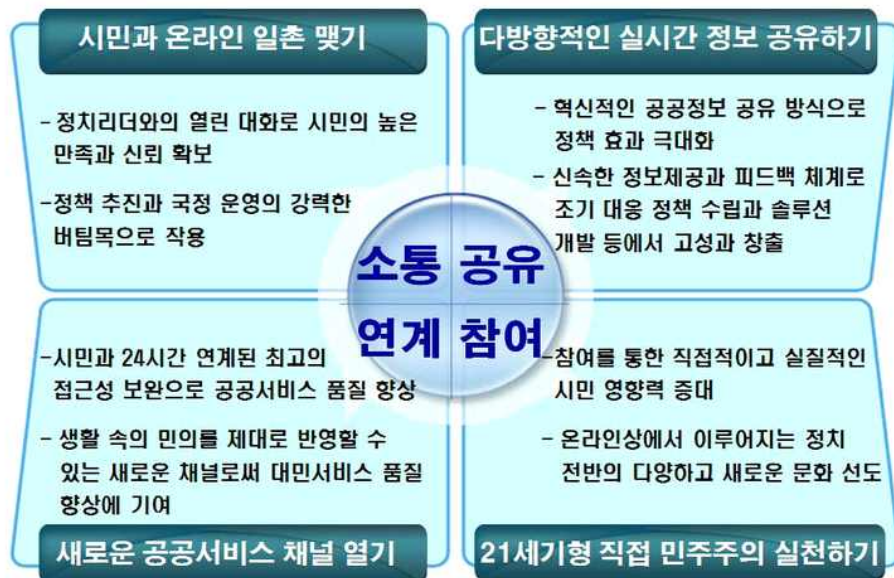 시민과 온라인 일촌 맺기
- 정치리더와의 열린 대화로 시민의 높은
만족과 신뢰 확보
-정책 추진과 국정 운영의 강력한
버팀목으로 작용
다방향적인 실시간 정보 공유하기
- 혁신적인 공공정보 공유 방식으로
정책 효과 극대화
- 신속한 정보제공과 피드백 체계로
조기 대응 정책 수립과 솔루션
개발 등에서 고성과 창출
소통 공유
연계 참여
-시민과 24시간 연계된 최고의
접근성 보완으로 공공서비스 품질 향상
- 생활 속의 민의를 제대로 반영할 수
있는 새로운 채널로써 대민서비스 품질
향상에 기여
새로운 공공서비스 채널 열기
-참여를 통한 직접적이고 실질적인
시민 영향력 증대
- 온라인상에서 이루어지는 정치
전반의 다양하고 새로운 문화 선도
21세기형 직접 민주주의 실천하기